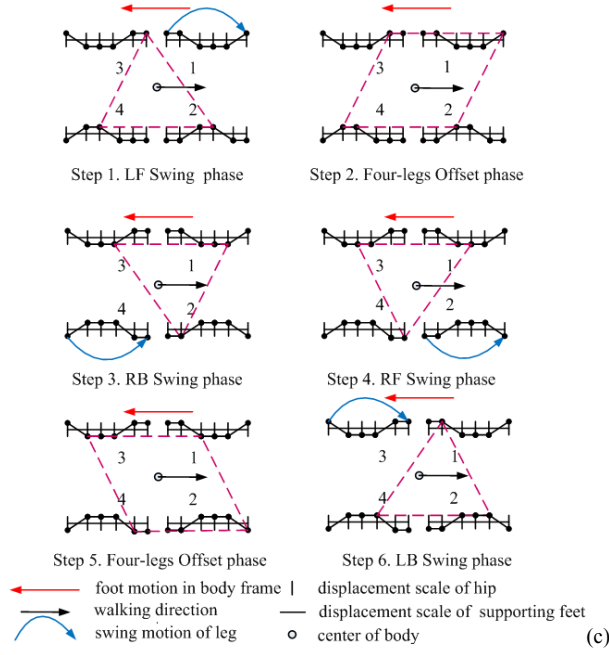 3 1
4 2
Step 1. LF Swing phase
3 1
4 2
Step 2. Four-legs Offset phase
3 1
4 2
Step 3. RB Swing phase
3 1
4 2
Step 4. RF Swing phase
3 1
4 2
Step 5. Four-legs Offset phase
3 1
4 2
Step 6. LB Swing phase
foot motion in body frame
displacement scale of hip
walking direction
displacement scale of supporting feet
swing motion of leg
center of body
(c)